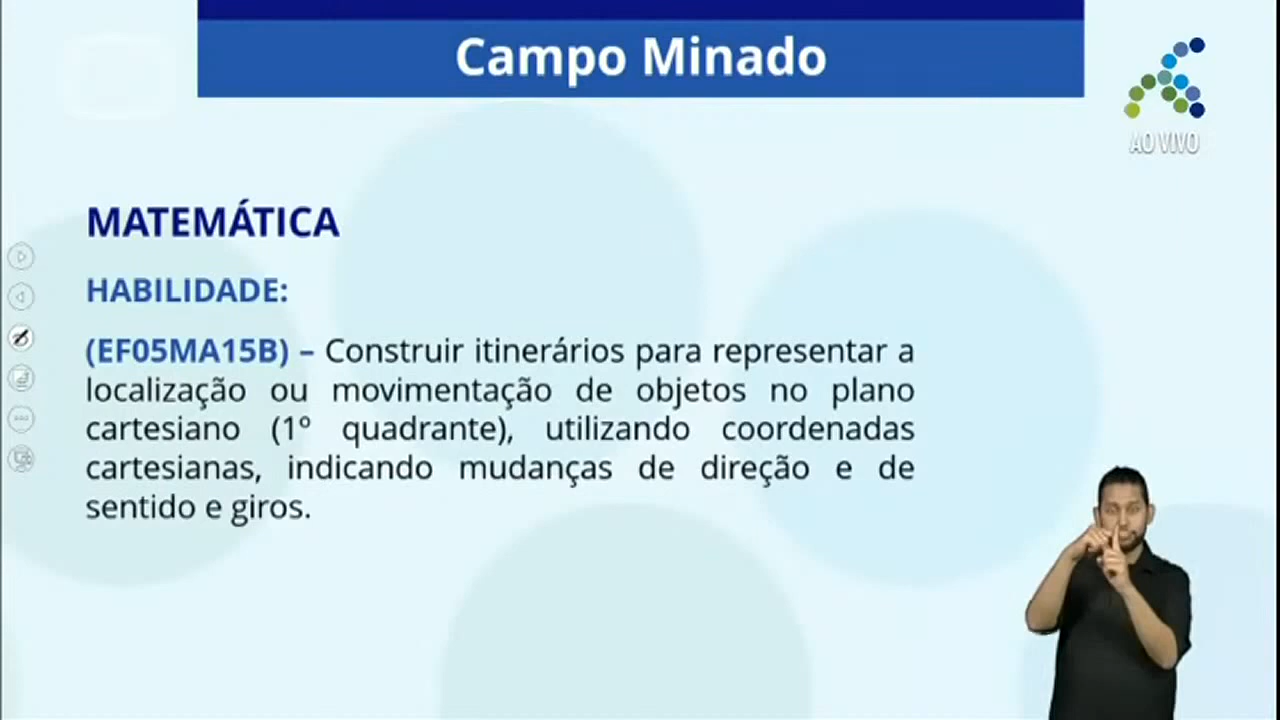 Campo Minado
AO VIVO
MATEMÁTICA
HABILIDADE:
(EF05MA15B) – Construir itinerários para representar a
localização ou movimentação de objetos no plano
cartesiano (1º quadrante), utilizando coordenadas
cartesianas, indicando mudanças de direção e de
sentido e giros.